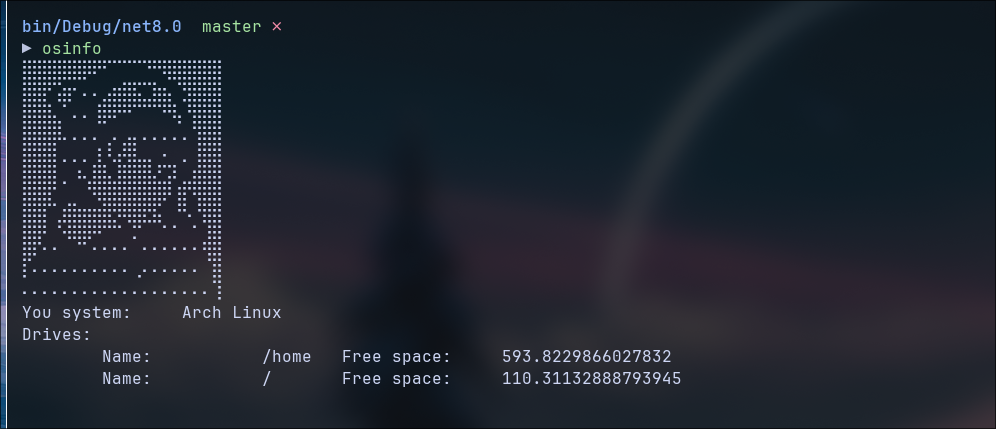 bin/Debug/net8.0  master ×
▶ osinfo
You system:     Arch Linux
Drives:
        Name:           /home   Free space:     593.8229866027832
        Name:           /       Free space:     110.31132888793945